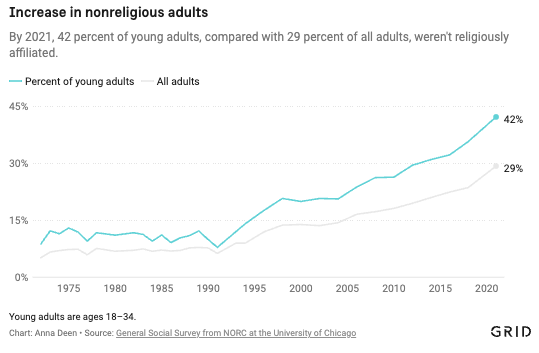 Increase in nonreligious adults
By 2021, 42 percent of young adults, compared with 29 percent of all adults, weren't religiously
affiliated.
Percent of young adults All adults
45%
42%
30%
29%
15%
0%
1975 1980 1985 1990 1995 2000 2005 2010 2015 2020
Young adults are ages 18–34.
Chart: Anna Deen • Source: General Social Survey from NORC at the University of Chicago
GRID